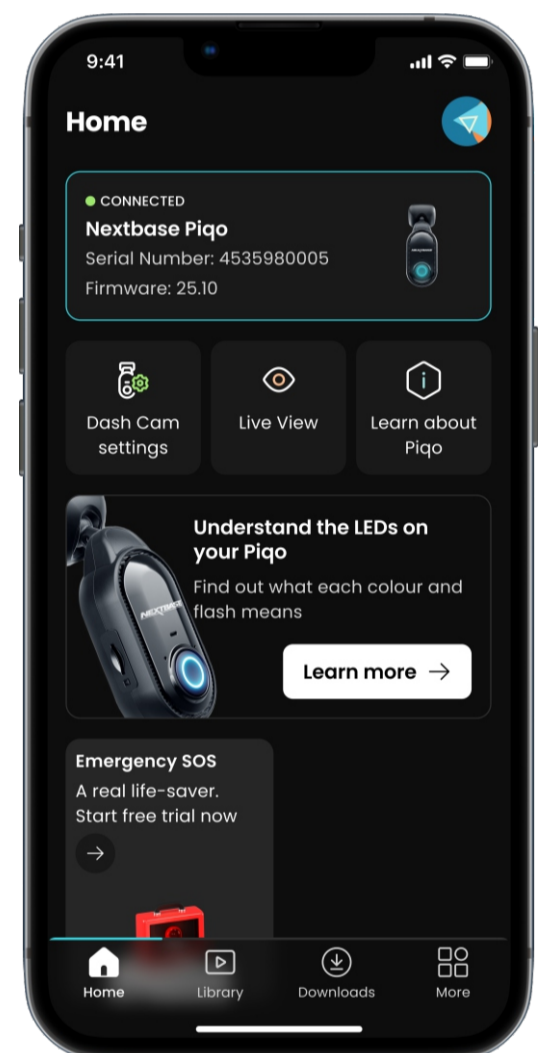 9:41
Home
CONNECTED
Nextbase Piqo
Serial Number: 4535980005
Firmware: 25.10
Dash Cam
settings
Live View
Learn about
Piqo
NEXTBASE
Understand the LEDs on
your Piqo
Find out what each colour and
flash means
Learn more
Emergency SOS
A real life-saver.
Start free trial now
Home
Library
Downloads
More